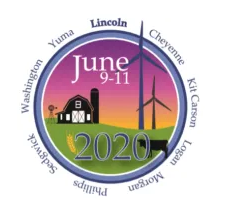 Lincoln
Cheyenne
Kit Carson
Logan
Morgan
Phillips
Sedgwick
Washington
Yuma
June
9-11
2020